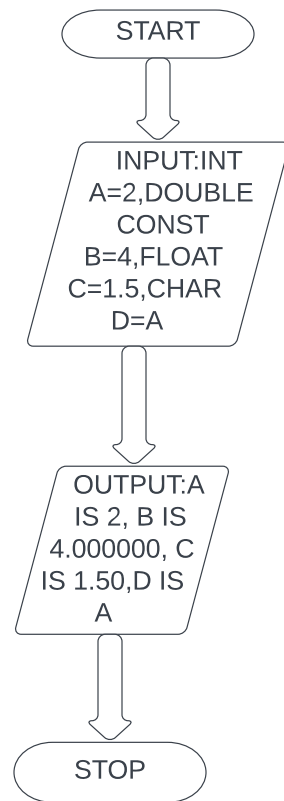 START
INPUT:INT
A=2,DOUBLE
CONST
B=4,FLOAT
C=1.5,CHAR
D=A
OUTPUT:A
IS 2, B IS
4.000000, C
IS 1.50,D IS
A
STOP